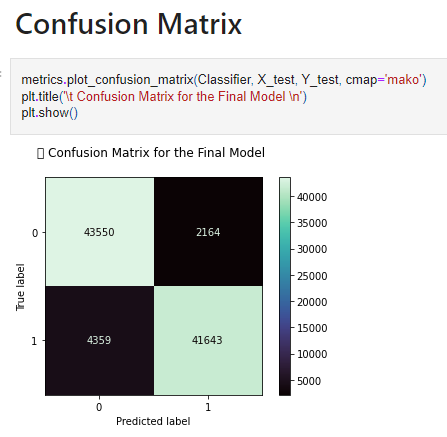 Confusion Matrix
metrics.plot_confusion_matrix(Classifier, X_test, Y_test, cmap='mako')
plt.title('\t Confusion Matrix for the Final Model \n')
plt.show()
Confusion Matrix for the Final Model
40000
0
43550
2164
35000
30000
25000
True label
20000
15000
1
4359
41643
10000
5000
0
1
Predicted label